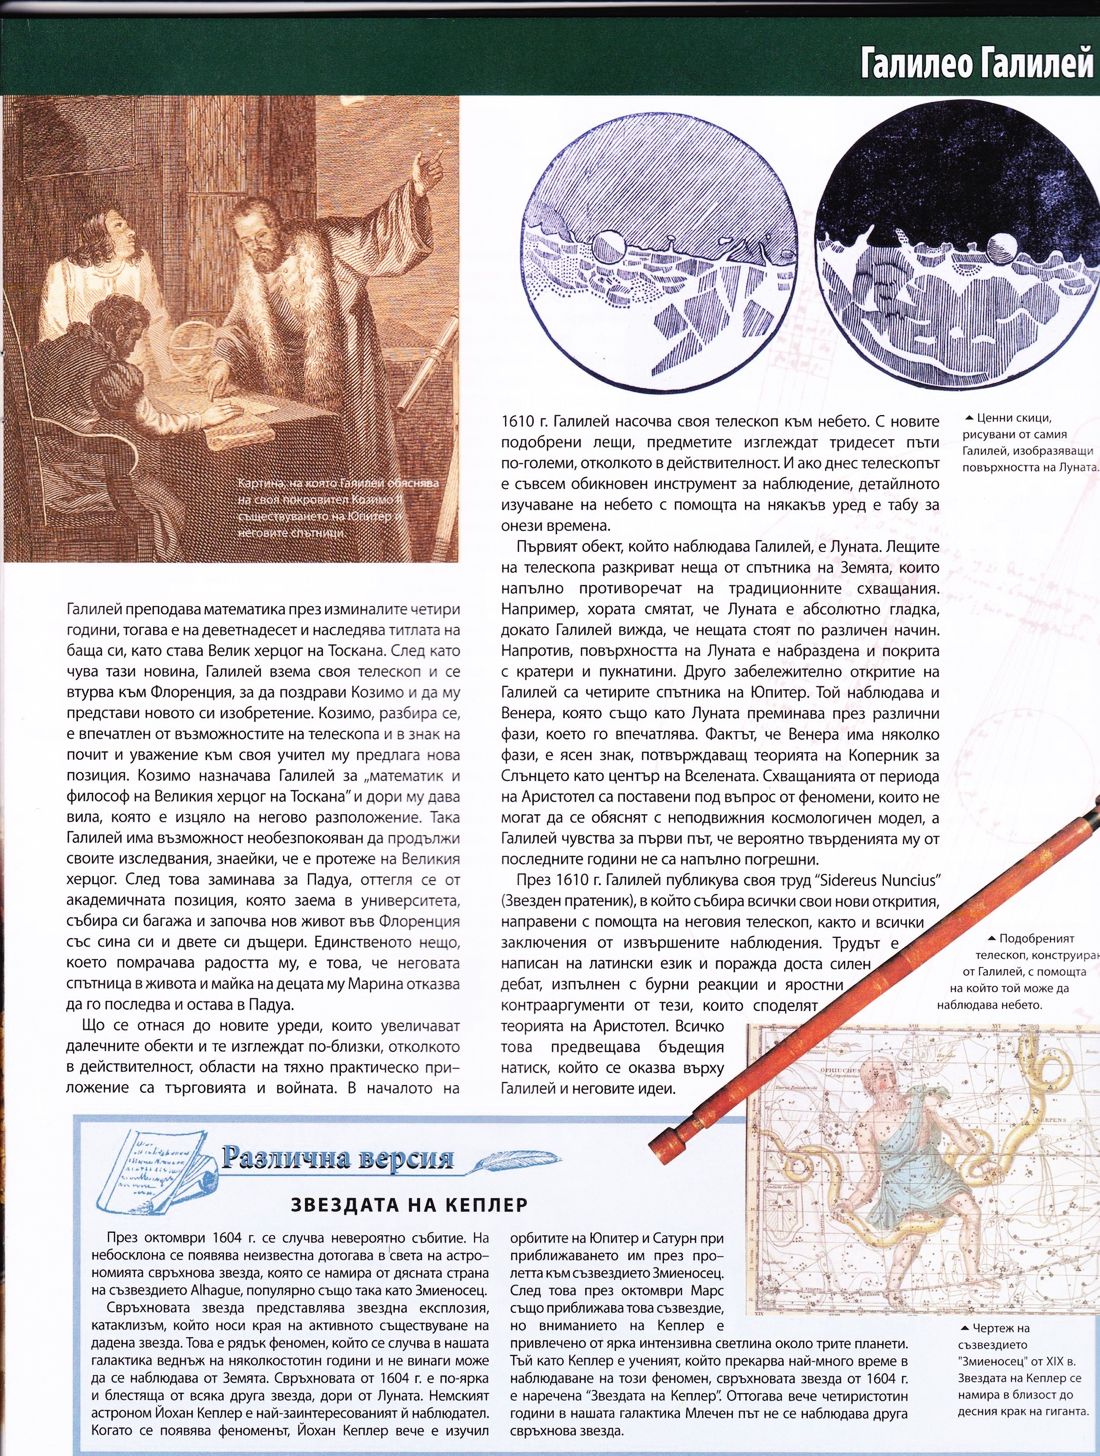 Галилео Галилей
Картина, на която Галилей обяснява
на своя покровител Козимо II
съществуването на Юпитер и
неговите спътници.
Галилей преподава математика през изминалите четири
години, тогава е на деветнадесет и наследява титлата на
баща си, като става Велик херцог на Тоскана. След като
чува тази новина, Галилей взема своя телескоп и се
втурва към Флоренция, за да поздрави Козимо и да му
представи новото си изобретение. Козимо, разбира се,
е впечатлен от възможностите на телескопа и в знак на
почит и уважение към своя учител му предлага нова
позиция. Козимо назначава Галилей за „математик и
философ на Великия херцог на Тоскана” и дори му дава
вила, която е изцяло на негово разположение. Така
Галилей има възможност необезпокояван да продължи
своите изследвания, знаейки, че е протеже на Великия
херцог. След това заминава за Падуа, оттегля се от
академичната позиция, която заема в университета,
събира си багажа и започва нов живот във Флоренция
със сина си и двете си дъщери. Единственото нещо,
което помрачава радостта му, е това, че неговата
спътница в живота и майка на децата му Марина отказва
да го последва и остава в Падуа.
Що се отнася до новите уреди, които увеличават
далечните обекти и те изглеждат по-близки, отколкото
в действителност, области на тяхно практическо при–
ложение са търговията и войната. В началото на
1610 г. Галилей насочва своя телескоп към небето. С новите
подобрени лещи, предметите изглеждат тридесет пъти
по-големи, отколкото в действителност. И ако днес телескопът
е съвсем обикновен инструмент за наблюдение, детайлното
изучаване на небето с помощта на някакъв уред е табу за
онези времена.
Първият обект, който наблюдава Галилей, е Луната. Лещите
на телескопа разкриват неща от спътника на Земята, които
напълно противоречат на традиционните схващания.
Например, хората смятат, че Луната е абсолютно гладка,
докато Галилей вижда, че нещата стоят по различен начин.
Напротив, повърхността на Луната е набраздена и покрита
с кратери и пукнатини. Друго забележително откритие на
Галилей са четирите спътника на Юпитер. Той наблюдава и
Венера, която също като Луната преминава през различни
фази, което го впечатлява. Фактът, че Венера има няколко
фази, е ясен знак, потвърждаващ теорията на Коперник за
Слънцето като център на Вселената. Схващанията от периода
на Аристотел са поставени под въпрос от феномени, които не
могат да се обяснят с неподвижния космологичен модел, а
Галилей чувства за първи път, че вероятно твърденията му от
последните години не са напълно погрешни.
През 1610 г. Галилей публикува своя труд “Sidereus Nuncius”
(Звезден пратеник), в който събира всички свои нови открития,
направени с помощта на неговия телескоп, както и всички
заключения от извършените наблюдения. Трудът е
написан на латински език и поражда доста силен
дебат, изпълнен с бурни реакции и яростни
контрааргументи от тези, които споделят
теорията на Аристотел. Всичко
това предвещава бъдещия
натиск, който се оказва върху
Галилей и неговите идеи.
Ценни скици,
рисувани от самия
Галилей, изобразяващи
повърхността на Луната.
Подобреният
телескоп, конструиран
от Галилей, с помощта
на който той може да
наблюдава небето.
OPHIUCHUS
SERPENS
Различна версия
ЗВЕЗДАТА НА КЕПЛЕР
През октомври 1604 г. се случва невероятно събитие. На
небосклона се появява неизвестна дотогава в света на астро–
номията свръхнова звезда, която се намира от дясната страна
на съзвездието Alhague, популярно също така като Змиеносец.
Свръхновата звезда представлява звездна експлозия,
катаклизъм, който носи края на активното съществуване на
дадена звезда. Това е рядък феномен, който се случва в нашата
галактика веднъж на няколкостотин години и не винаги може
да се наблюдава от Земята. Свръхновата от 1604 г. е по-ярка
и блестяща от всяка друга звезда, дори от Луната. Немският
астроном Йохан Кеплер е най-заинтересованият ѝ наблюдател.
Когато се появява феноменът, Йохан Кеплер вече е изучил
орбитите на Юпитер и Сатурн при
приближаването им през про–
летта към съзвездието Змиеносец.
След това през октомври Марс
също приближава това съзвездие,
но вниманието на Кеплер е
привлечено от ярка интензивна светлина около трите планети.
Тъй като Кеплер е ученият, който прекарва най-много време в
наблюдаване на този феномен, свръхновата звезда от 1604 г.
е наречена “Звездата на Кеплер”. Оттогава вече четиристотин
години в нашата галактика Млечен път не се наблюдава друга
свръхнова звезда.
Чертеж на
съзвездието
"Змиеносец" от XIX в.
Звездата на Кеплер се
намира в близост до
десния крак на гиганта.